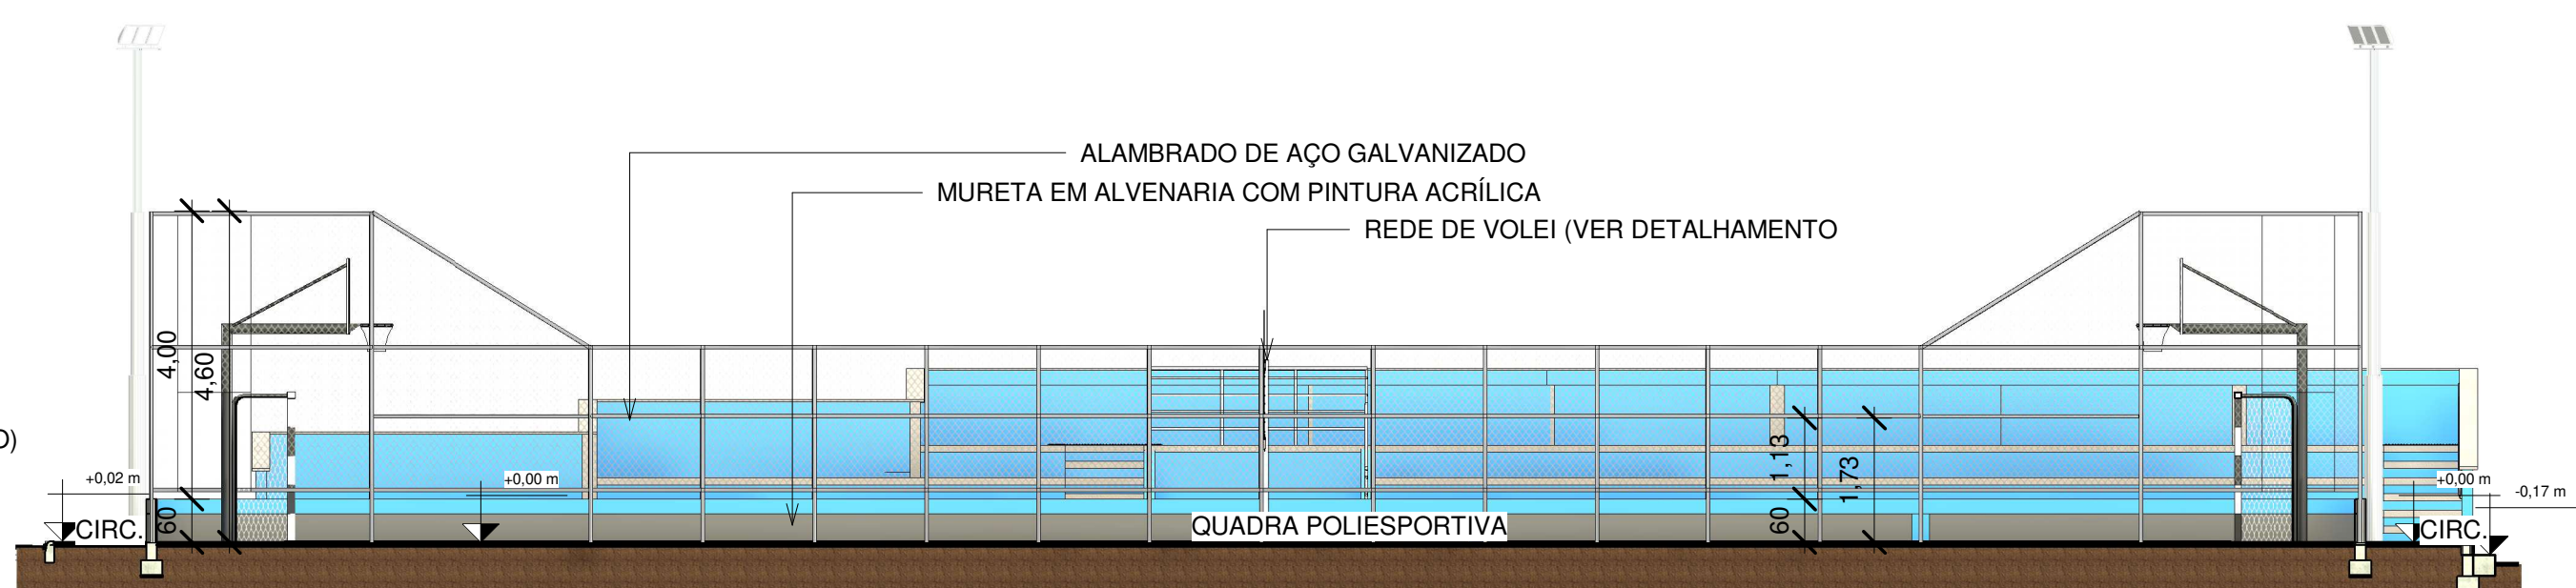 ALAMBRADO DE AÇO GALVANIZADO
MURETA EM ALVENARIA COM PINTURA ACRÍLICA
REDE DE VOLEI (VER DETALHAMENTO
4,00
4,60
O)
+0,02 m
+0,00 m
1,13
1,73
+0,00 m
-0,17 m
CIRC.
60
QUADRA POLIESPORTIVA
60
CIRC.